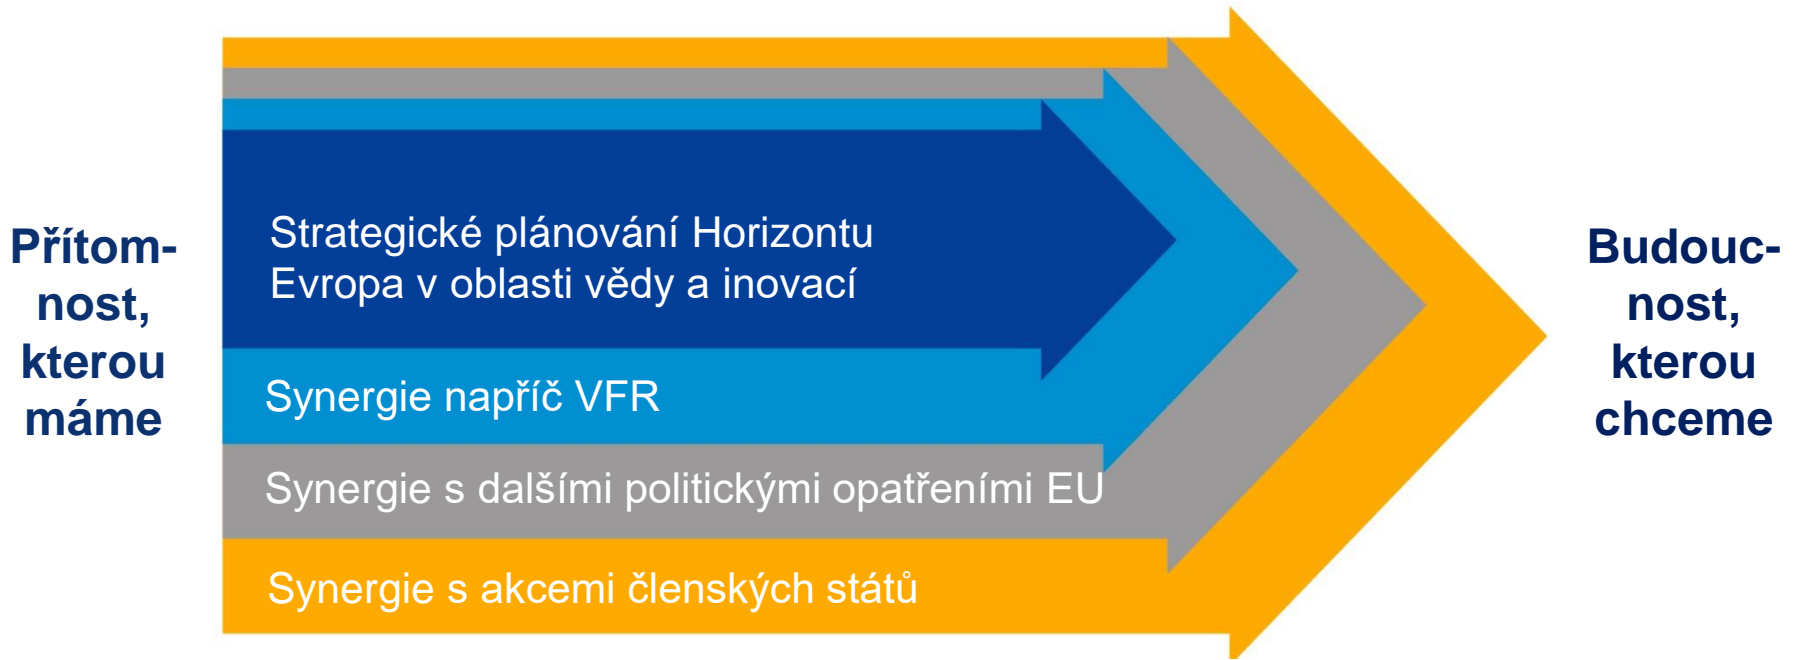 Přítom-
nost,
kterou
máme
Strategické plánování Horizontu
Evropa v oblasti vědy a inovací
Synergie napříč VFR
Synergie s dalšími politickými opatřeními EU
Synergie s akcemi členských států
Budouc-
nost,
kterou
chceme